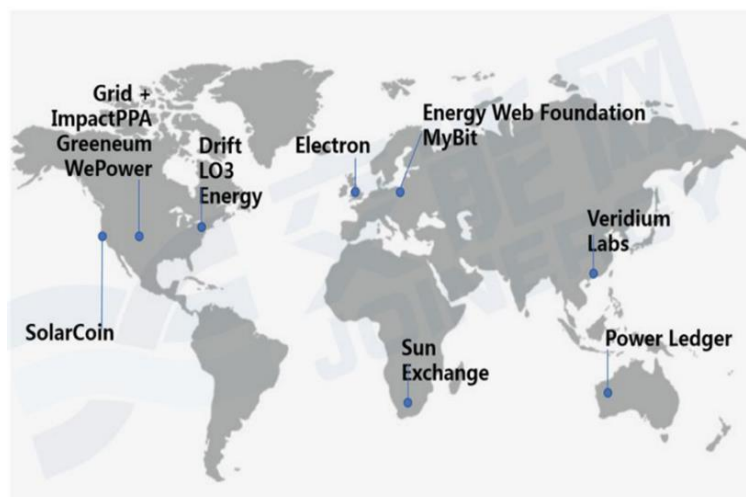 Grid +
ImpactPPA
Greeneum
WePower
Drift
LO3
Energy
Electron
Energy Web Foundation
MyBit
Veridium
Labs
SolarCoin
Sun
Exchange
Power Ledger
JOINERGY